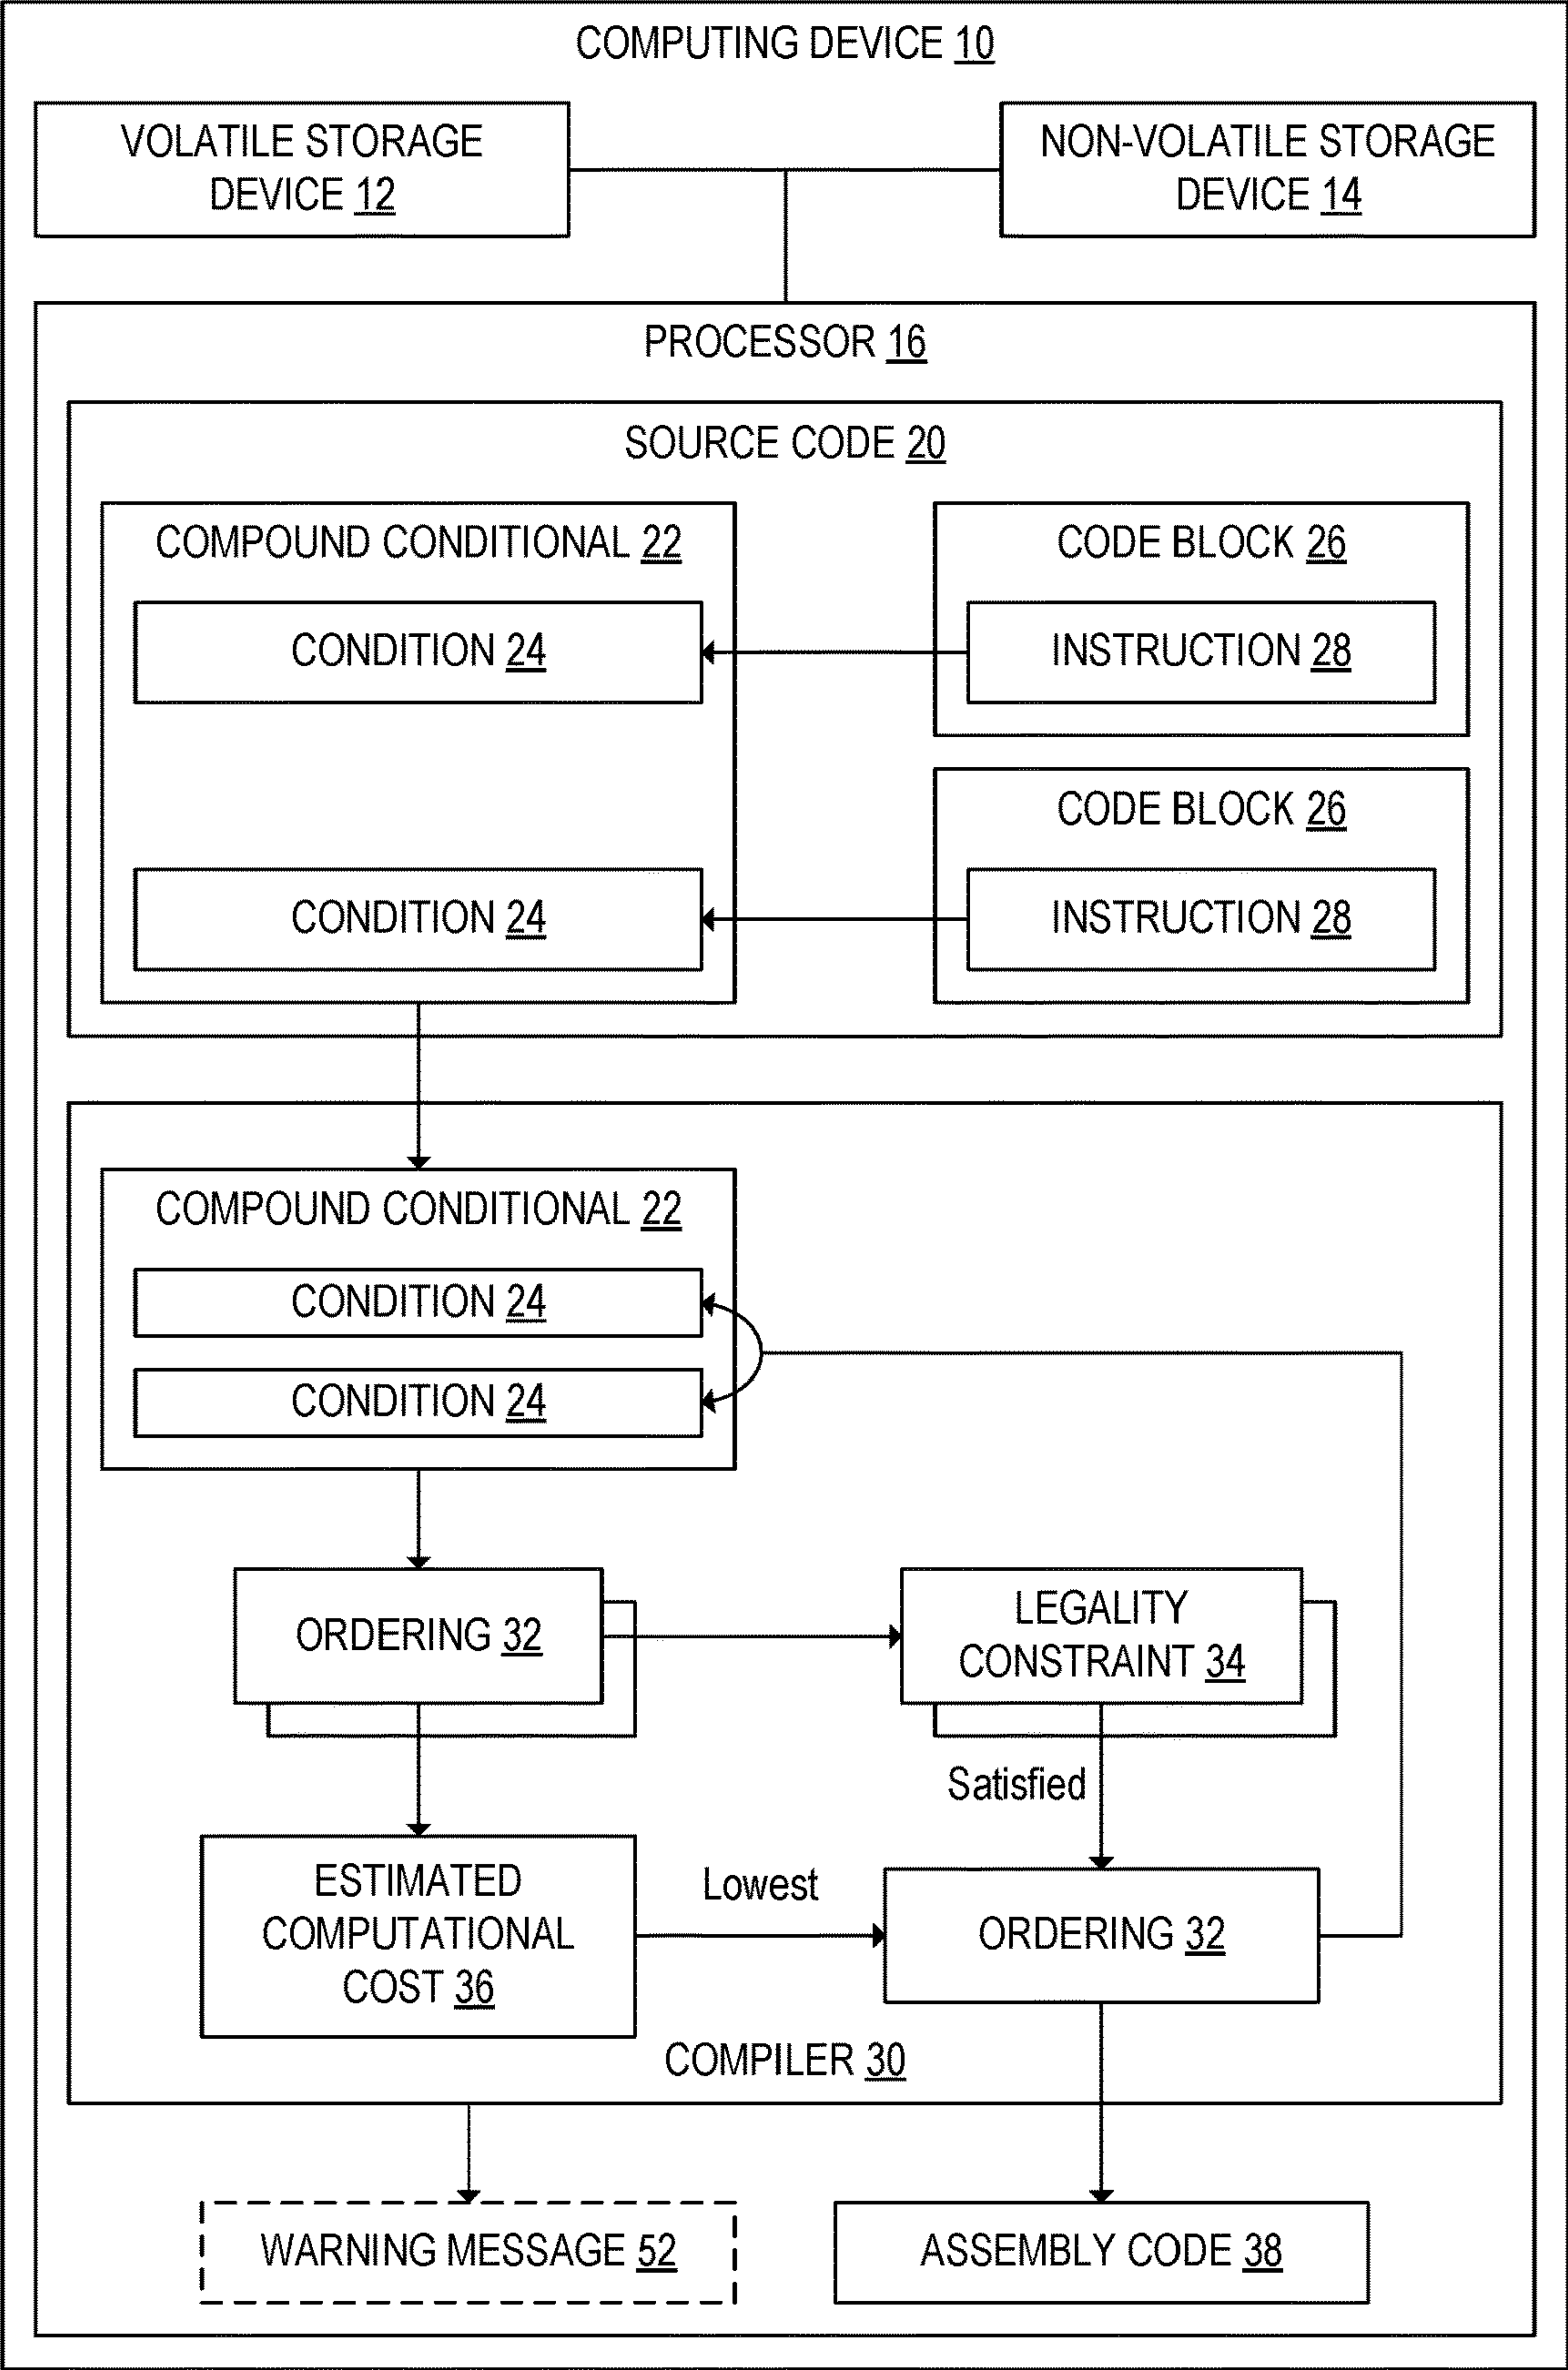 COMPUTING DEVICE 10
VOLATILE STORAGE
DEVICE 12
NON-VOLATILE STORAGE
DEVICE 14
PROCESSOR 16
SOURCE CODE 20
COMPOUND CONDITIONAL 22
CONDITION 24
CONDITION 24
CODE BLOCK 26
INSTRUCTION 28
CODE BLOCK 26
INSTRUCTION 28
COMPOUND CONDITIONAL 22
CONDITION 24
CONDITION 24
ORDERING 32
LEGALITY
CONSTRAINT 34
Satisfied
ESTIMATED
COMPUTATIONAL
COST 36
Lowest
ORDERING 32
COMPILER 30
WARNING MESSAGE 52
ASSEMBLY CODE 38